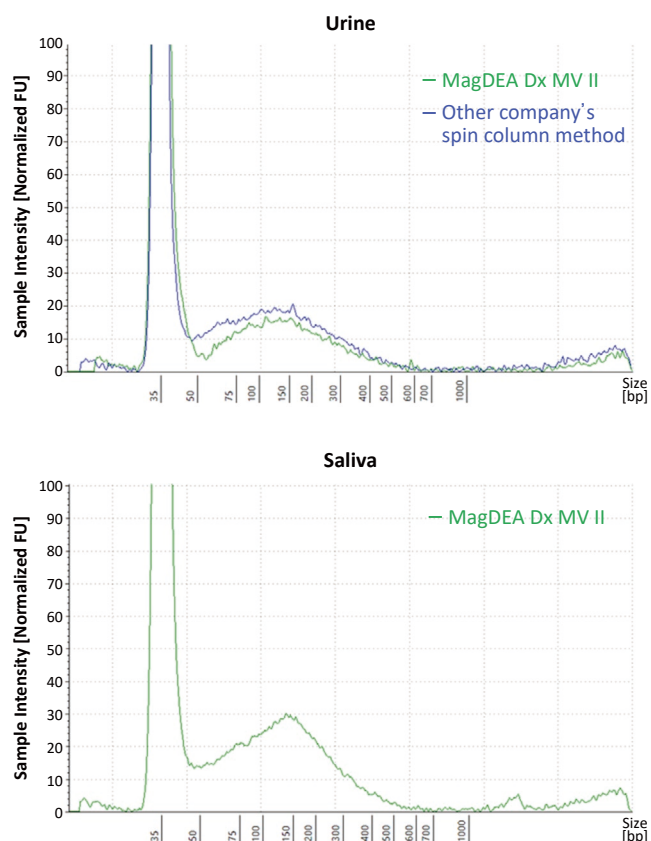 Urine
Sample Intensity [Normalized FU]
100
90
80
70
60
50
40
30
20
10
0
MagDEA Dx MV II
Other company's
spin column method
35 50 75 100 150 200 300 400 500 600 700 1000
Size
[bp]
Saliva
Sample Intensity [Normalized FU]
100
90
80
70
60
50
40
30
20
10
0
MagDEA Dx MV II
35 50 75 100 150 200 300 400 500 600 700 1000
Size
[bp]